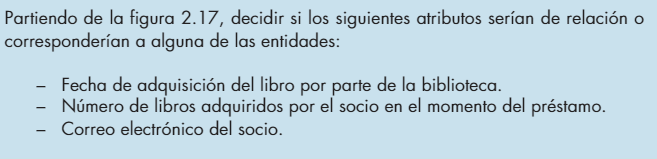 Partiendo de la figura 2.17, decidir si los siguientes atributos serían de relación o
corresponderían a alguna de las entidades:
– Fecha de adquisición del libro por parte de la biblioteca.
– Número de libros adquiridos por el socio en el momento del préstamo.
– Correo electrónico del socio.